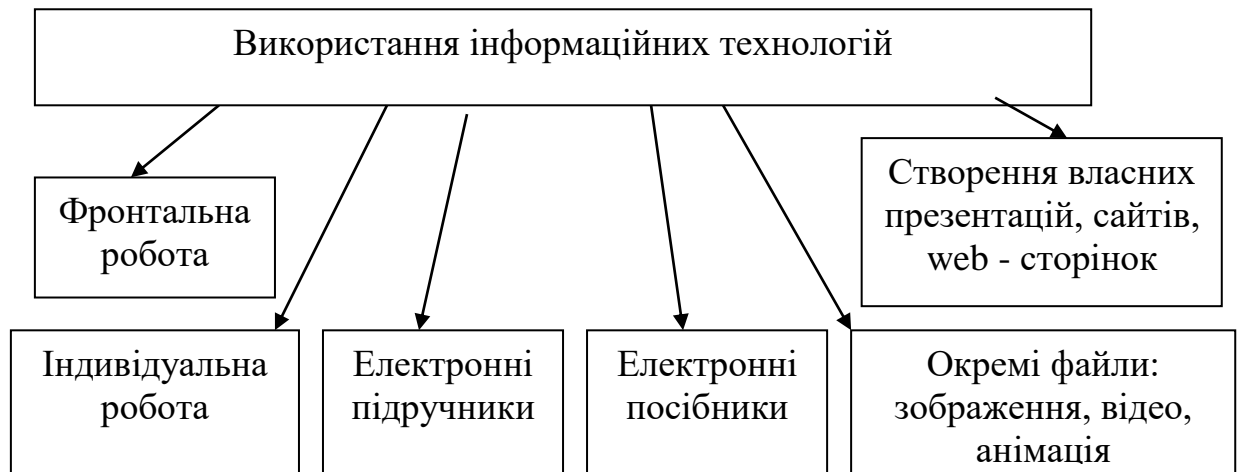 Використання інформаційних технологій
Фронтальна
робота
Створення власних
презентацій, сайтів,
web - сторінок
Індивідуальна
робота
Електронні
підручники
Електронні
посібники
Окремі файли:
зображення, відео,
анімація